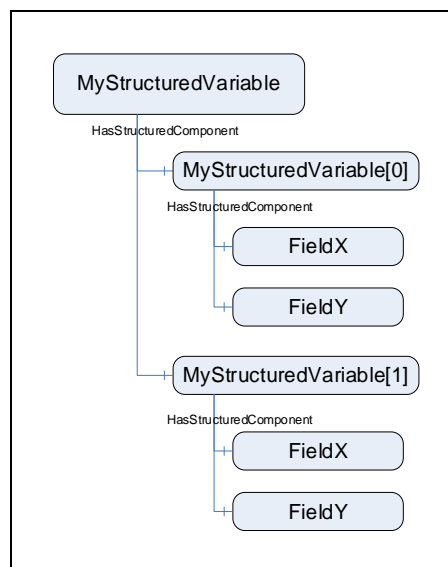 MyStructuredVariable
HasStructuredComponent
MyStructuredVariable[0]
HasStructuredComponent
FieldX
FieldY
MyStructuredVariable[1]
HasStructuredComponent
FieldX
FieldY